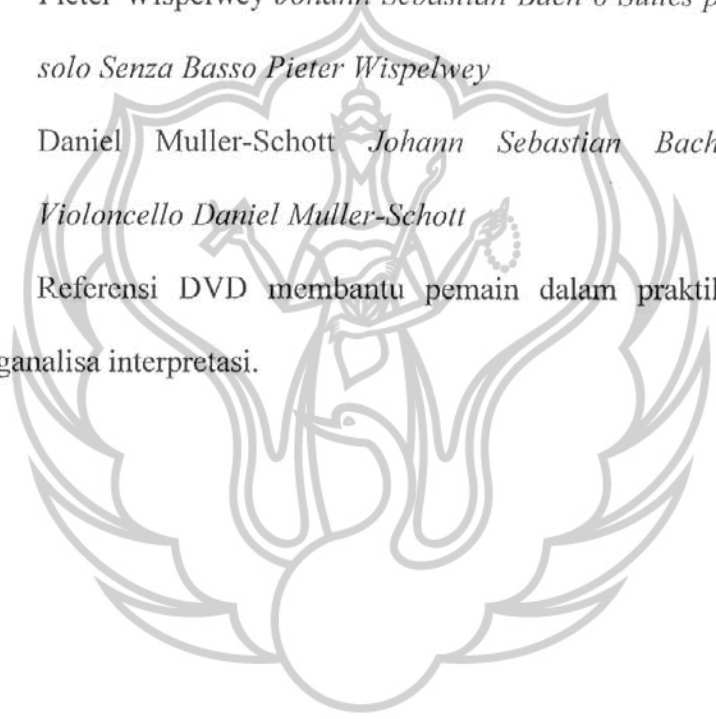 Pieter Wispelwey Johann Sebastian Bach 6 Suites p
solo Senza Basso Pieter Wispelwey
Daniel Muller-Schott Johann Sebastian Bach
Violoncello Daniel Muller-Schott
Referensi DVD membantu pemain dalam praktik
ganalisa interpretasi.